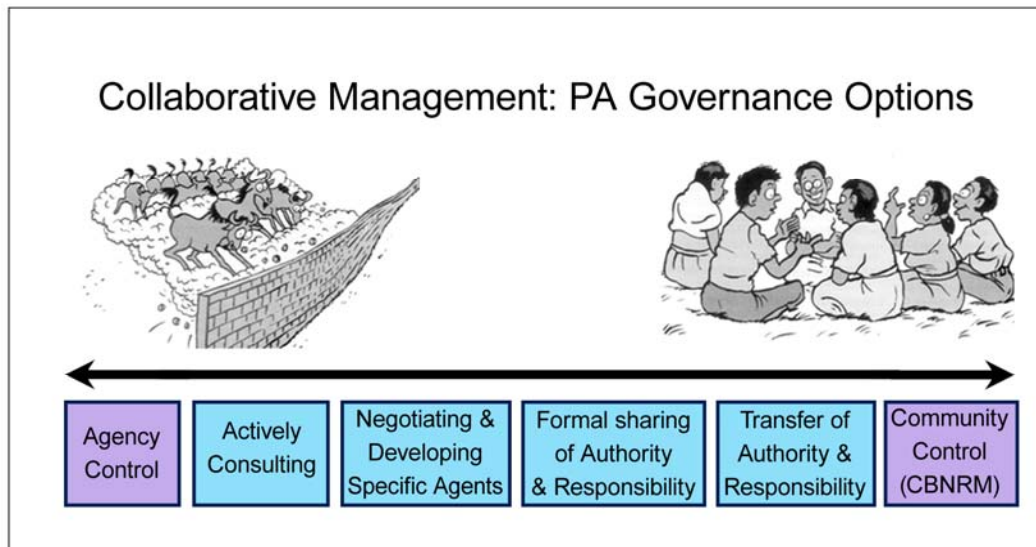 Collaborative Management: PA Governance Options
Agency
Control
Actively
Consulting
Negotiating &
Developing
Specific Agents
Formal sharing
of Authority
& Responsibility
Transfer of
Authority &
Responsibility
Community
Control
(CBNRM)